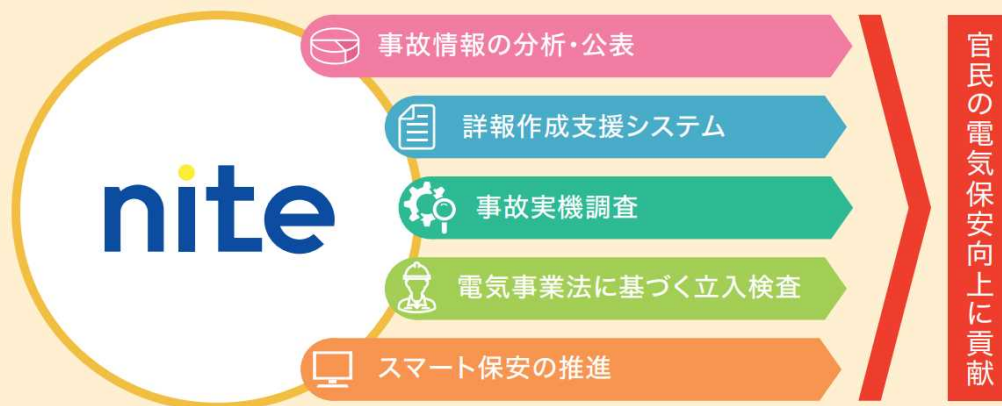 nite
事故情報の分析・公表
詳報作成支援システム
事故実機調査
電気事業法に基づく立入検査
スマート保安の推進
官民の電気保安向上に貢献